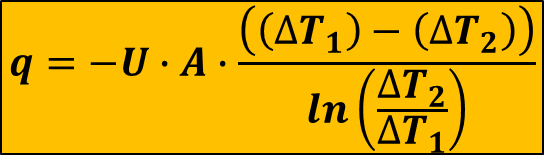 q = −U · A · ((ΔT₁) − (ΔT₂)) / ln(ΔT₂ / ΔT₁)